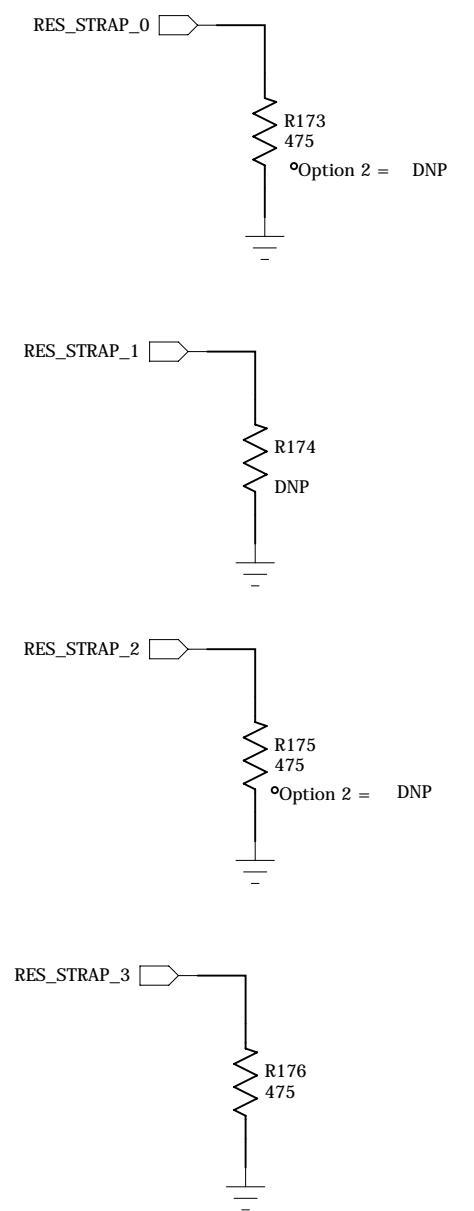 RES_STRAP_0
R173
475
Option 2 = DNP
RES_STRAP_1
R174
DNP
RES_STRAP_2
R175
475
Option 2 = DNP
RES_STRAP_3
R176
475